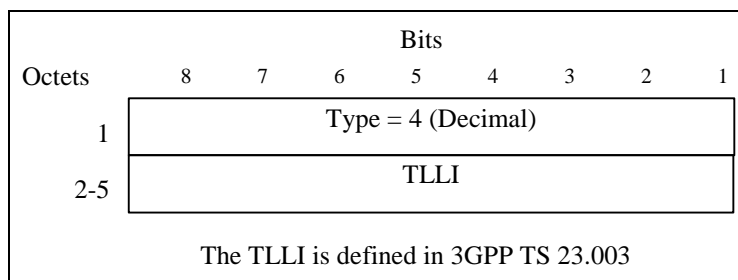 Bits
Octets 8 7 6 5 4 3 2 1
1 Type = 4 (Decimal)
2-5 TLLI
The TLLI is defined in 3GPP TS 23.003